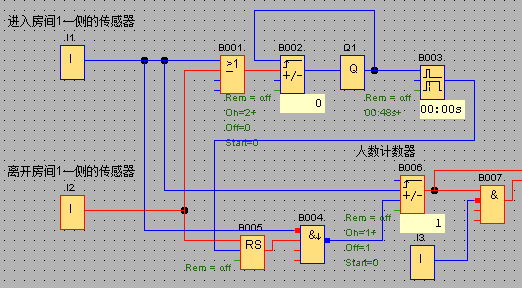 进入房间1一侧的传感器
I1
I
B001
>1
B002
+/-
Q1
Q
B003
Rem = off
On=2+
Off=0
Start=0
0
Rem = off
00:48s+
00:00s
人数计数器
离开房间1一侧的传感器
I2
I
B005
RS
Rem = off
B004
&↓
B006
+/-
B007
&
Rem = off
On=1+
Off=1
Start=0
1
I3
I